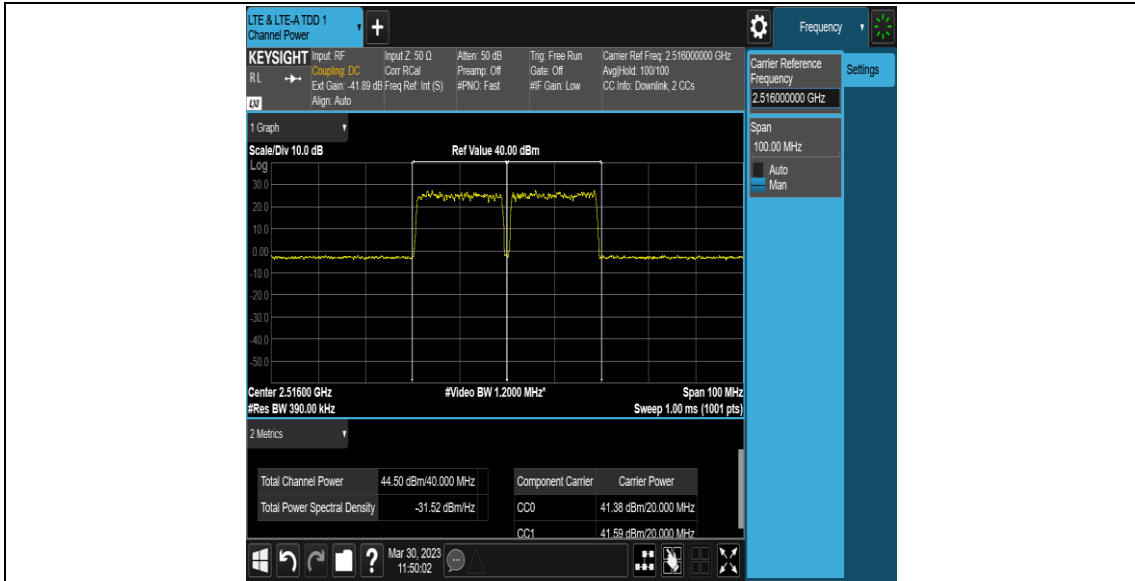 LTE & LTE-A TDD 1
Channel Power
Frequency
KEYSIGHT
R L
LXI
Input: RF
Coupling: DC
Ext Gain: -41.89 dB
Align: Auto
Input Z: 50 Ω
Corr RCal
Freq Ref: Int (S)
Atten: 50 dB
Preamp: Off
#PNO: Fast
Trig: Free Run
Gate: Off
#IF Gain: Low
Carrier Ref Freq: 2.516000000 GHz
Avg|Hold: 100/100
CC Info: Downlink, 2 CCs
Carrier Reference
Frequency
2.516000000 GHz
Settings
Span
100.00 MHz
Auto
Man
1 Graph
Scale/Div 10.0 dB
Ref Value 40.00 dBm
Log
30.0
20.0
10.0
0.00
-10.0
-20.0
-30.0
-40.0
-50.0
Center 2.51600 GHz
#Video BW 1.2000 MHz*
Span 100 MHz
#Res BW 390.00 kHz
Sweep 1.00 ms (1001 pts)
2 Metrics
Total Channel Power 44.50 dBm/40.000 MHz
Total Power Spectral Density -31.52 dBm/Hz
Component Carrier Carrier Power
CC0 41.38 dBm/20.000 MHz
CC1 41.59 dBm/20.000 MHz
?
Mar 30, 2023
11:50:02